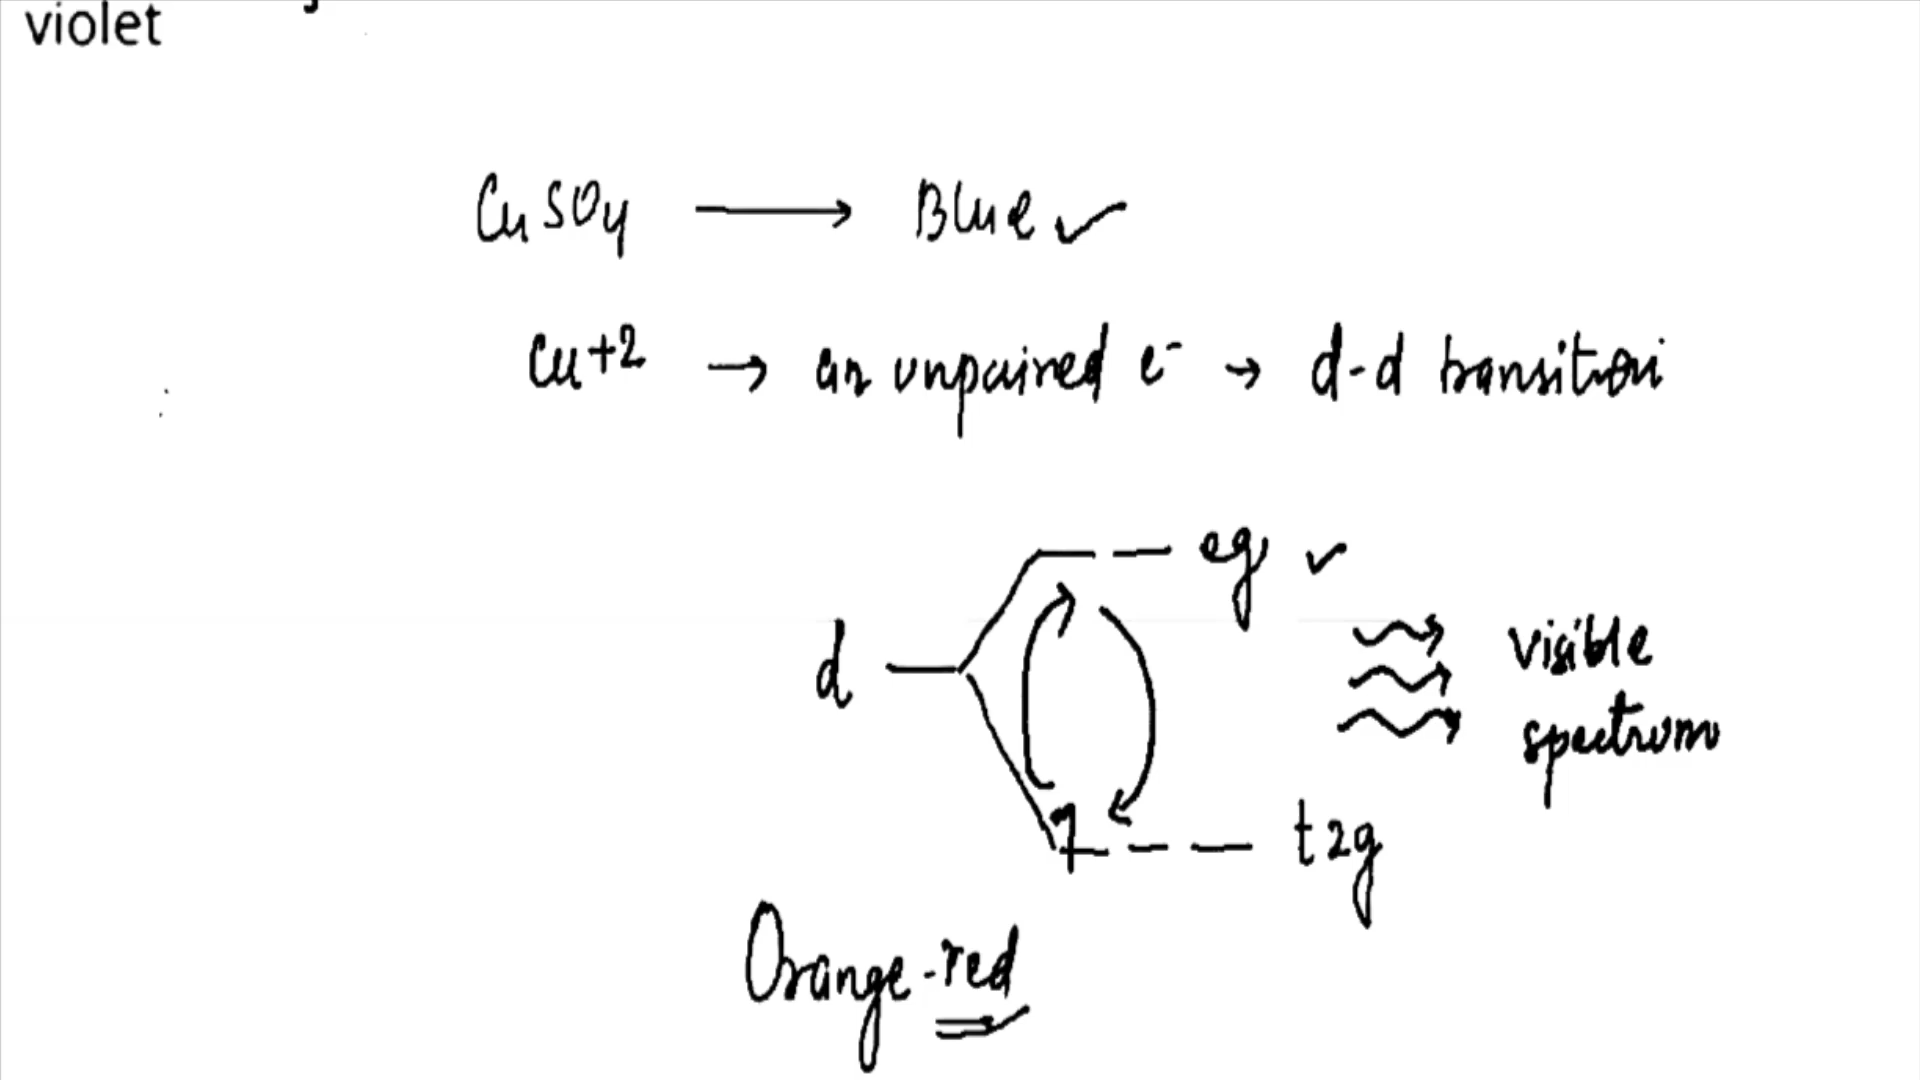 violet
CuSO4 → Blue ✓
Cu+2 → an unpaired e- → d-d transition
eg ✓
d
visible
spectrum
t2g
Orange-red